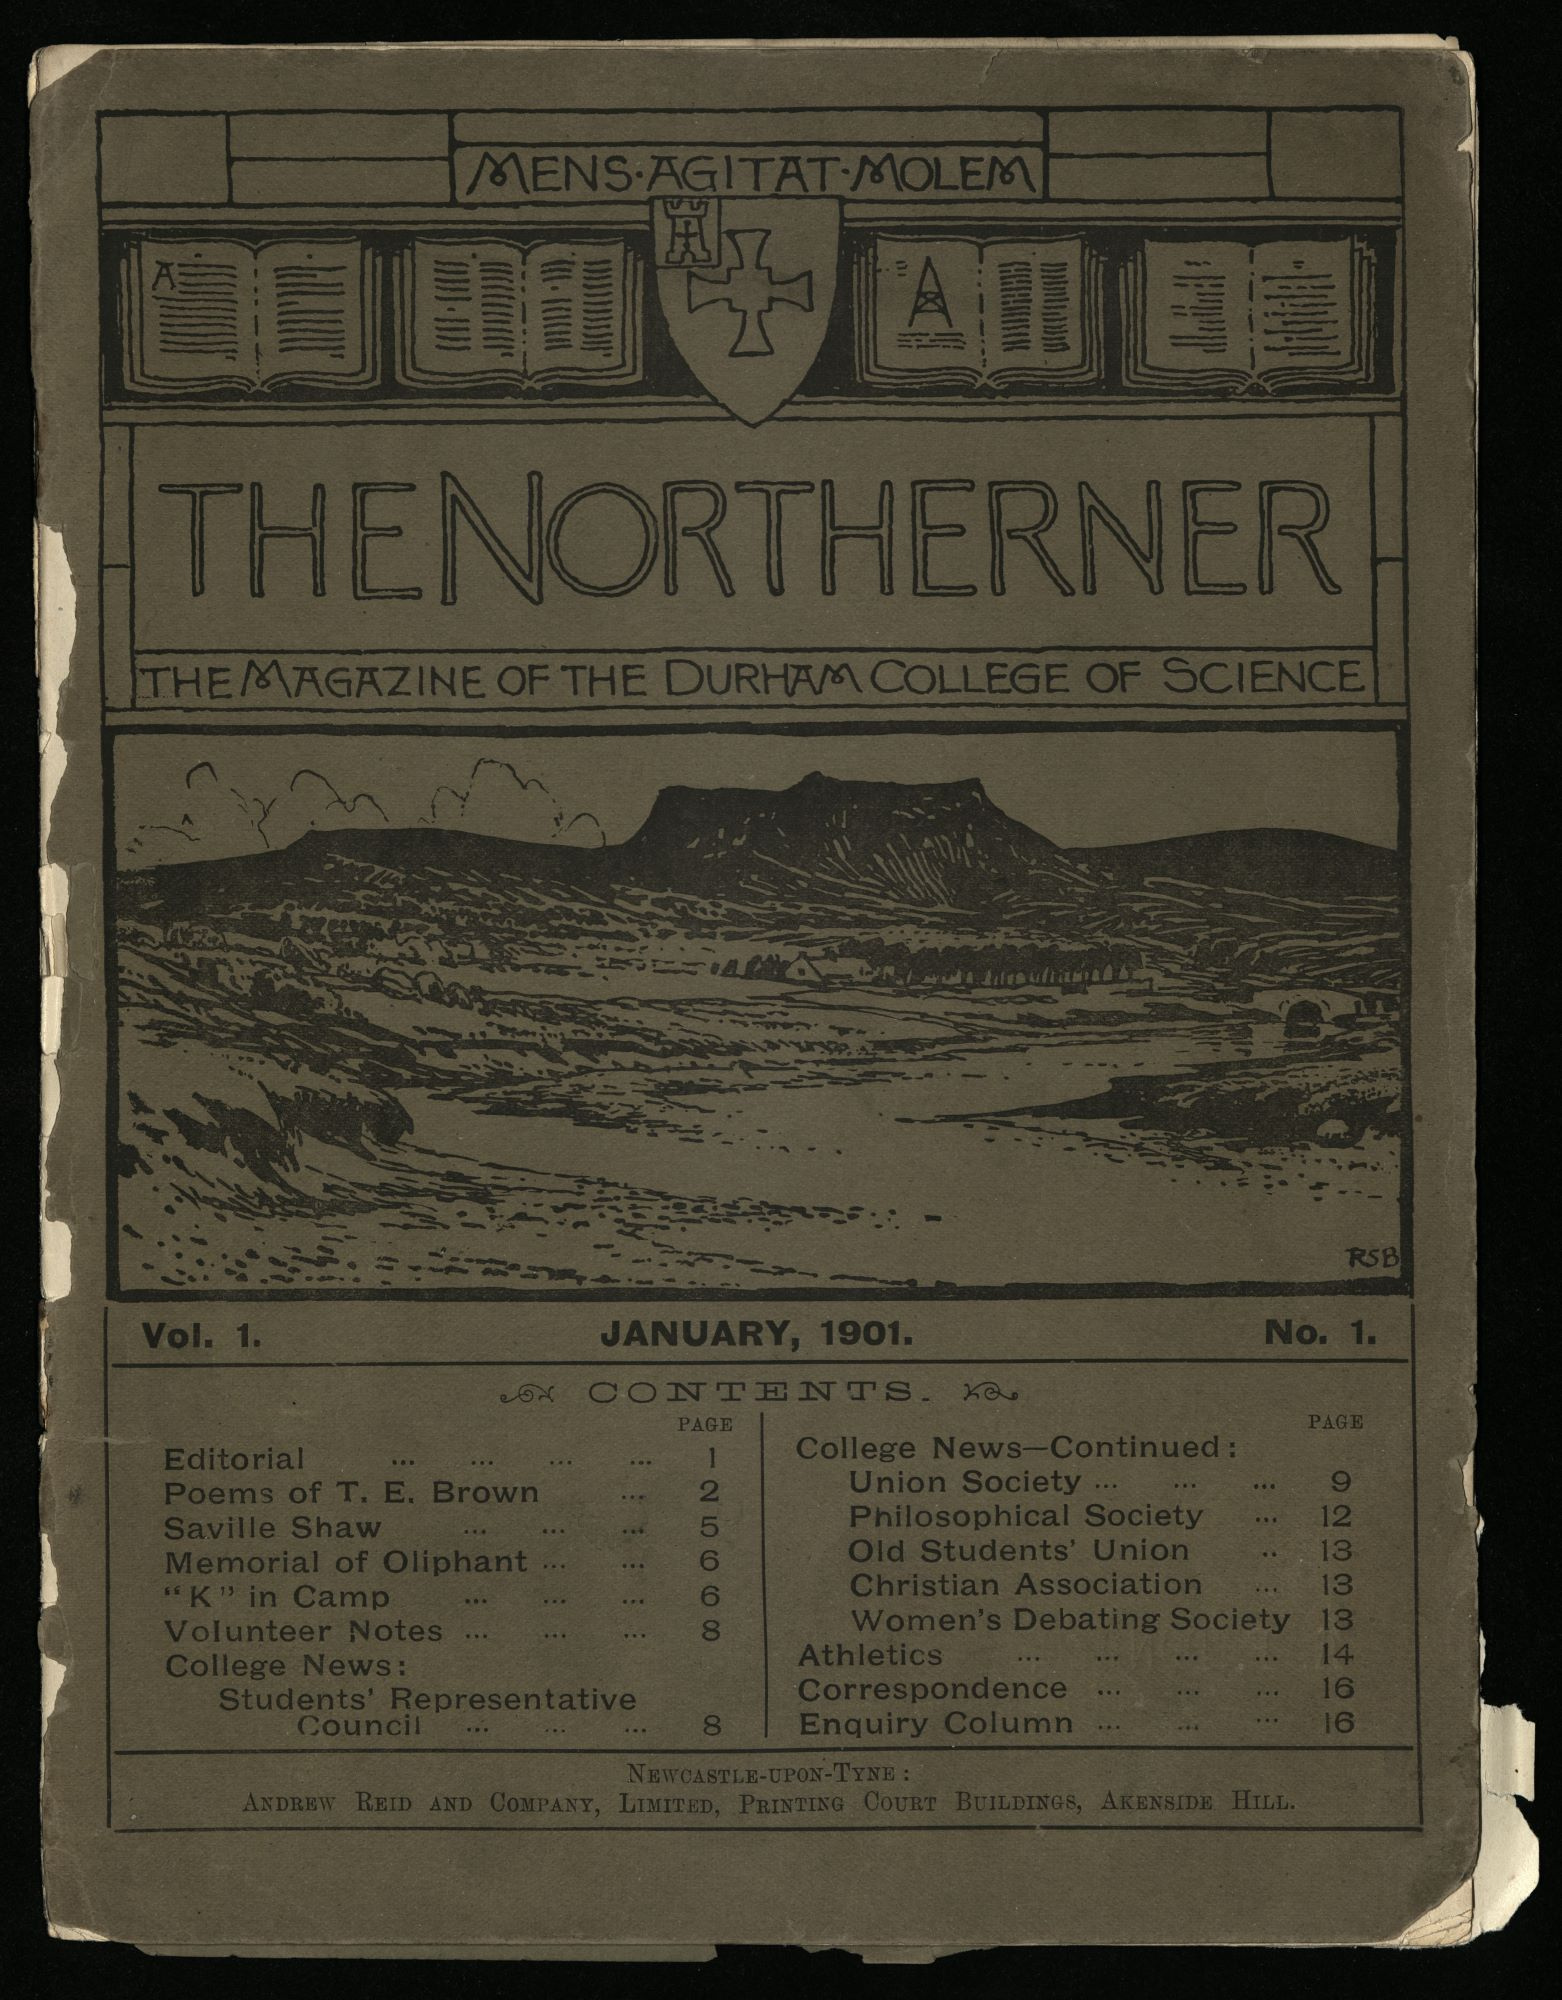 MENS·AGITAT·MOLEM
A
A
THE NORTHERNER
THE MAGAZINE OF THE DURHAM COLLEGE OF SCIENCE
RSB
Vol. 1. JANUARY, 1901. No. 1.
CONTENTS.
PAGE
Editorial ... ... ... ... 1
Poems of T. E. Brown ... 2
Saville Shaw ... ... ... 5
Memorial of Oliphant ... ... 6
“K” in Camp ... ... ... 6
Volunteer Notes ... ... ... 8
College News:
Students' Representative
Council ... ... ... 8
PAGE
College News—Continued:
Union Society ... ... ... 9
Philosophical Society ... 12
Old Students' Union .. 13
Christian Association ... 13
Women's Debating Society 13
Athletics ... ... ... ... 14
Correspondence ... ... ... 16
Enquiry Column ... ... ... 16
NEWCASTLE-UPON-TYNE:
ANDREW REID AND COMPANY, LIMITED, PRINTING COURT BUILDINGS, AKENSIDE HILL.